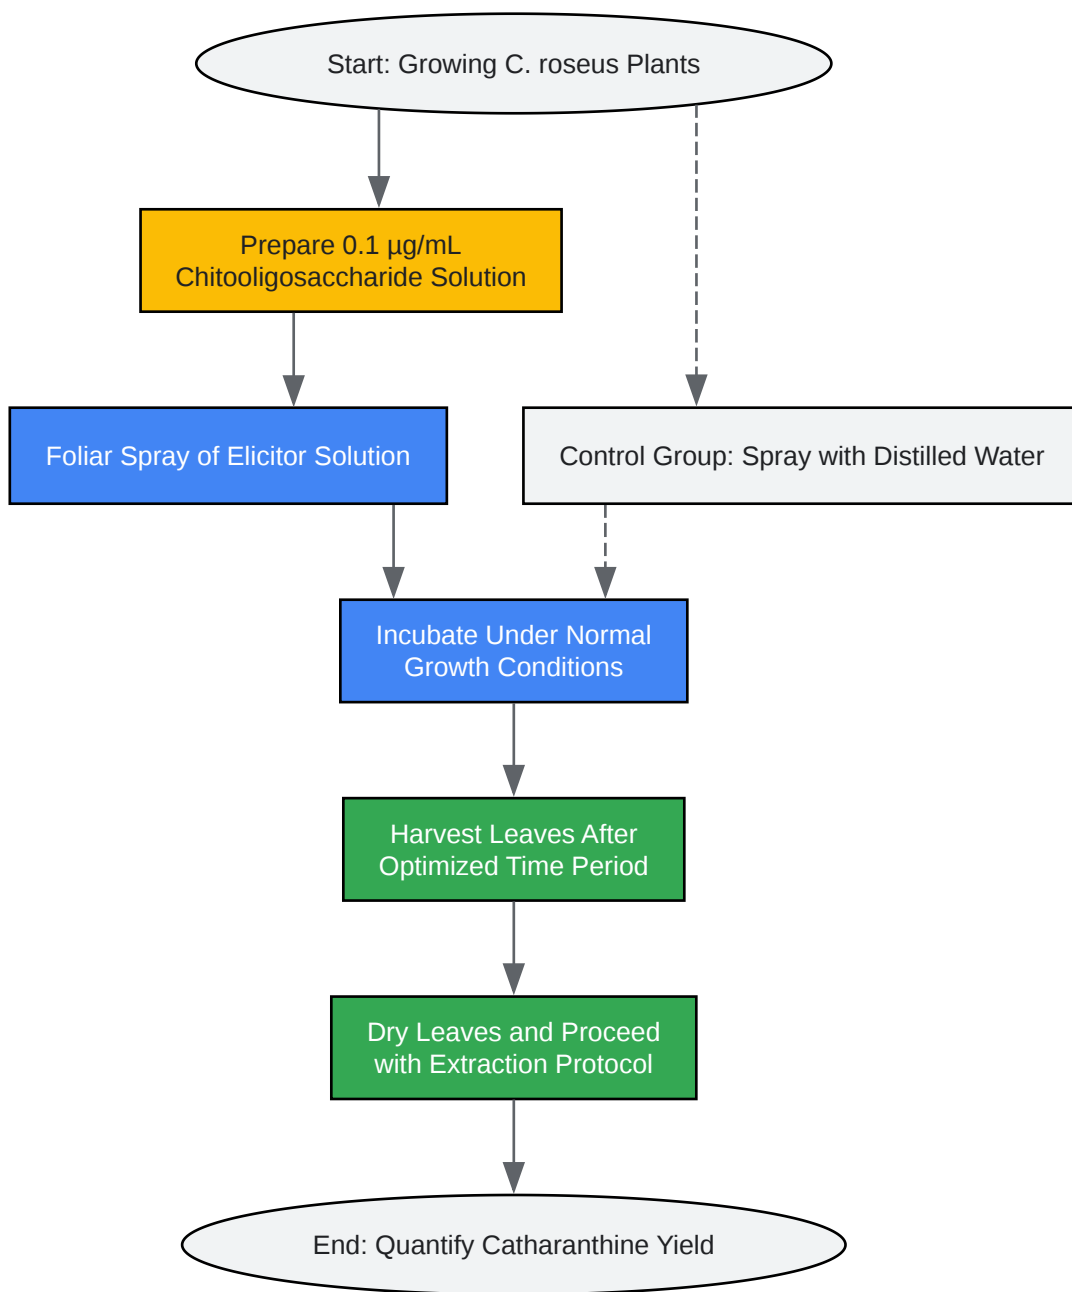 Start: Growing C. roseus Plants
Prepare 0.1 µg/mL
Chitooligosaccharide Solution
Foliar Spray of Elicitor Solution
Control Group: Spray with Distilled Water
Incubate Under Normal
Growth Conditions
Harvest Leaves After
Optimized Time Period
Dry Leaves and Proceed
with Extraction Protocol
End: Quantify Catharanthine Yield